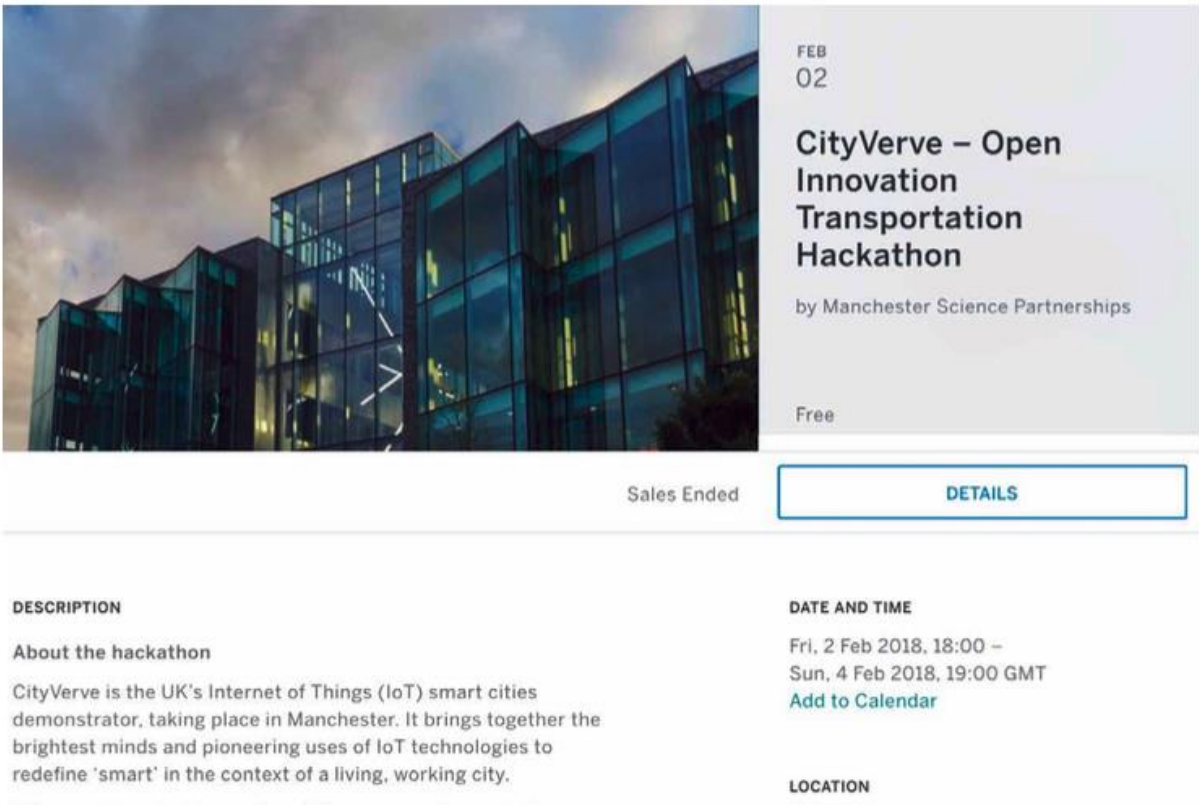 FEB
02
CityVerve – Open
Innovation
Transportation
Hackathon
by Manchester Science Partnerships
Free
Sales Ended
DETAILS
DESCRIPTION
About the hackathon
CityVerve is the UK's Internet of Things (IoT) smart cities
demonstrator, taking place in Manchester. It brings together the
brightest minds and pioneering uses of IoT technologies to
redefine 'smart' in the context of a living, working city.
DATE AND TIME
Fri, 2 Feb 2018, 18:00 –
Sun, 4 Feb 2018, 19:00 GMT
Add to Calendar
LOCATION